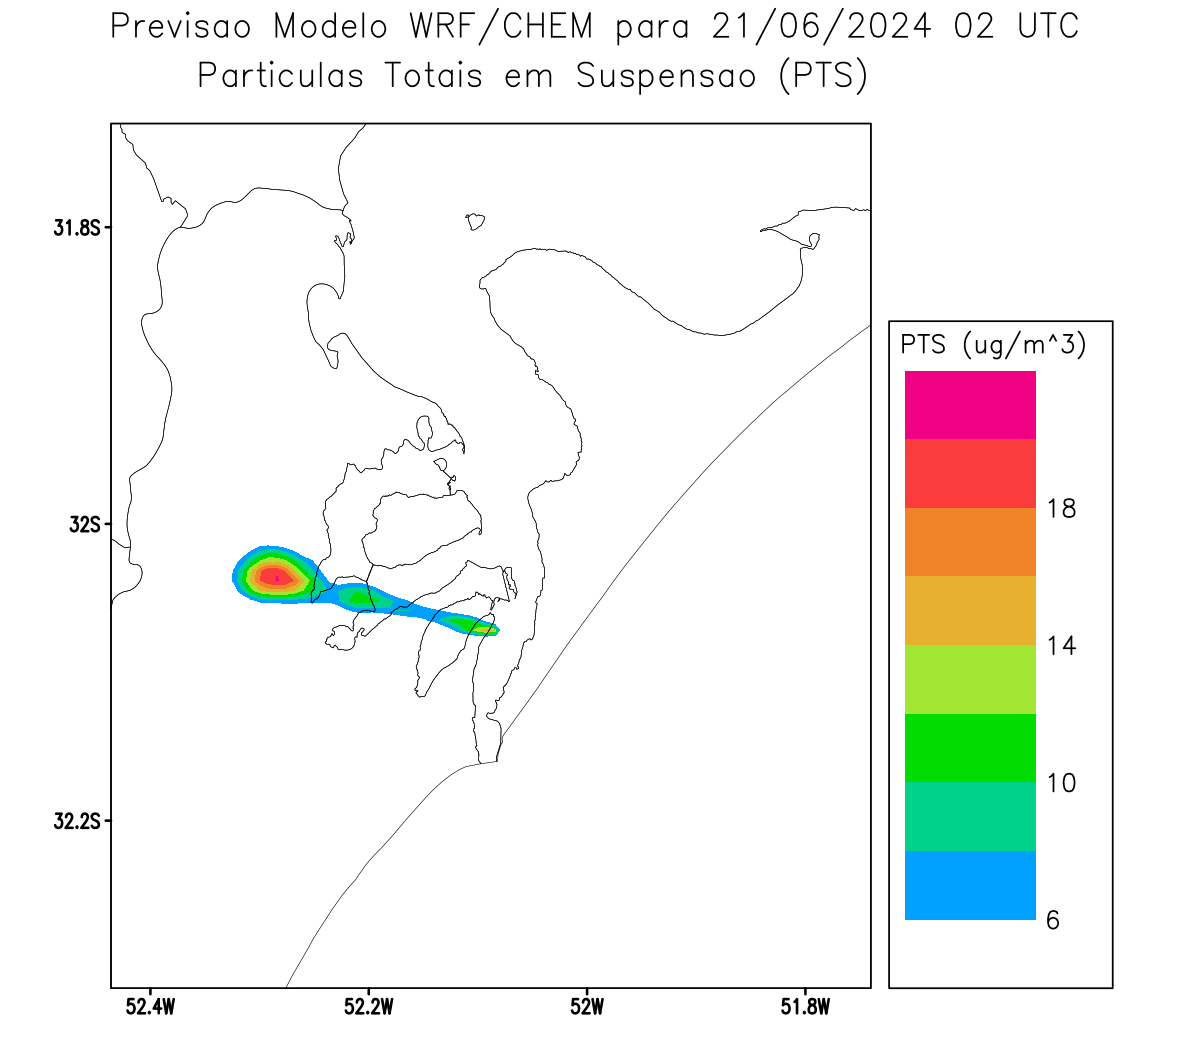 Previsao Modelo WRF/CHEM para 21/06/2024 02 UTC
Particulas Totais em Suspensao (PTS)
31.8S
32S
32.2S
52.4W
52.2W
52W
51.8W
PTS (ug/m^3)
18
14
10
6